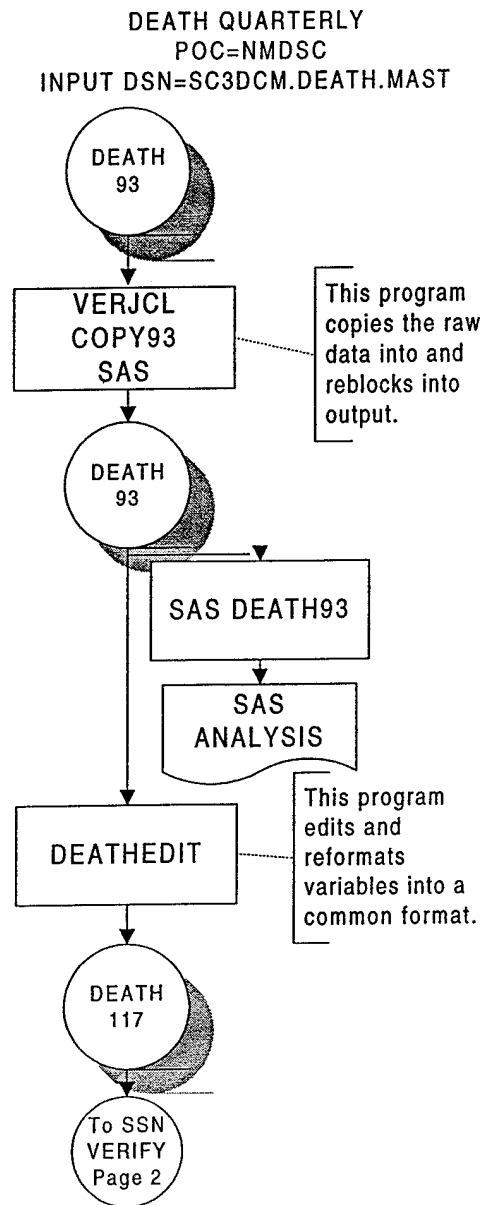 DEATH QUARTERLY
POC=NMDSC
INPUT DSN=SC3DCM.DEATH.MAST
DEATH
93
VERJCL
COPY93
SAS
This program
copies the raw
data into and
reblocks into
output.
DEATH
93
SAS DEATH93
SAS
ANALYSIS
DEATHEDIT
This program
edits and
reformats
variables into a
common format.
DEATH
117
To SSN
VERIFY
Page 2